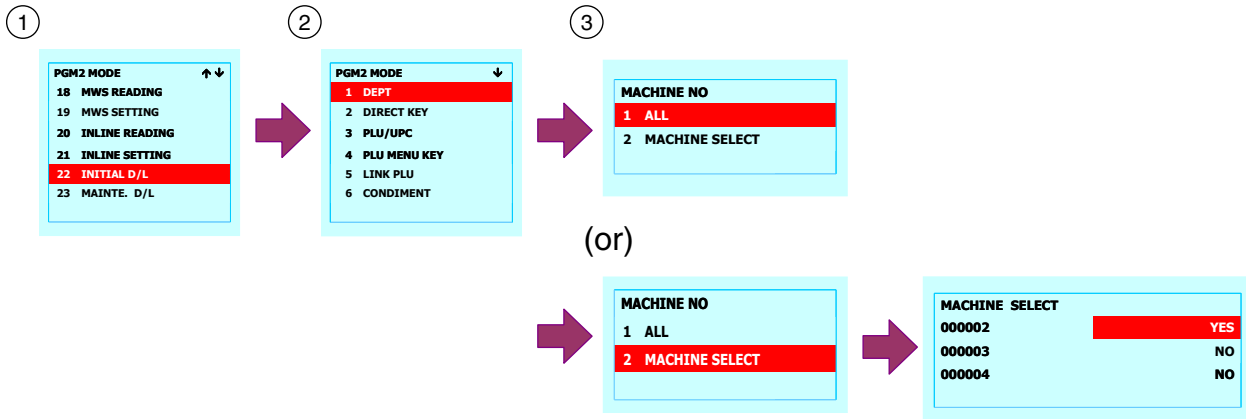 1
PGM2 MODE ↑↓
18 MWS READING
19 MWS SETTING
20 INLINE READING
21 INLINE SETTING
22 INITIAL D/L
23 MAINTE. D/L
2
PGM2 MODE ↓
1 DEPT
2 DIRECT KEY
3 PLU/UPC
4 PLU MENU KEY
5 LINK PLU
6 CONDIMENT
3
MACHINE NO
1 ALL
2 MACHINE SELECT
(or)
MACHINE NO
1 ALL
2 MACHINE SELECT
MACHINE SELECT
000002 YES
000003 NO
000004 NO